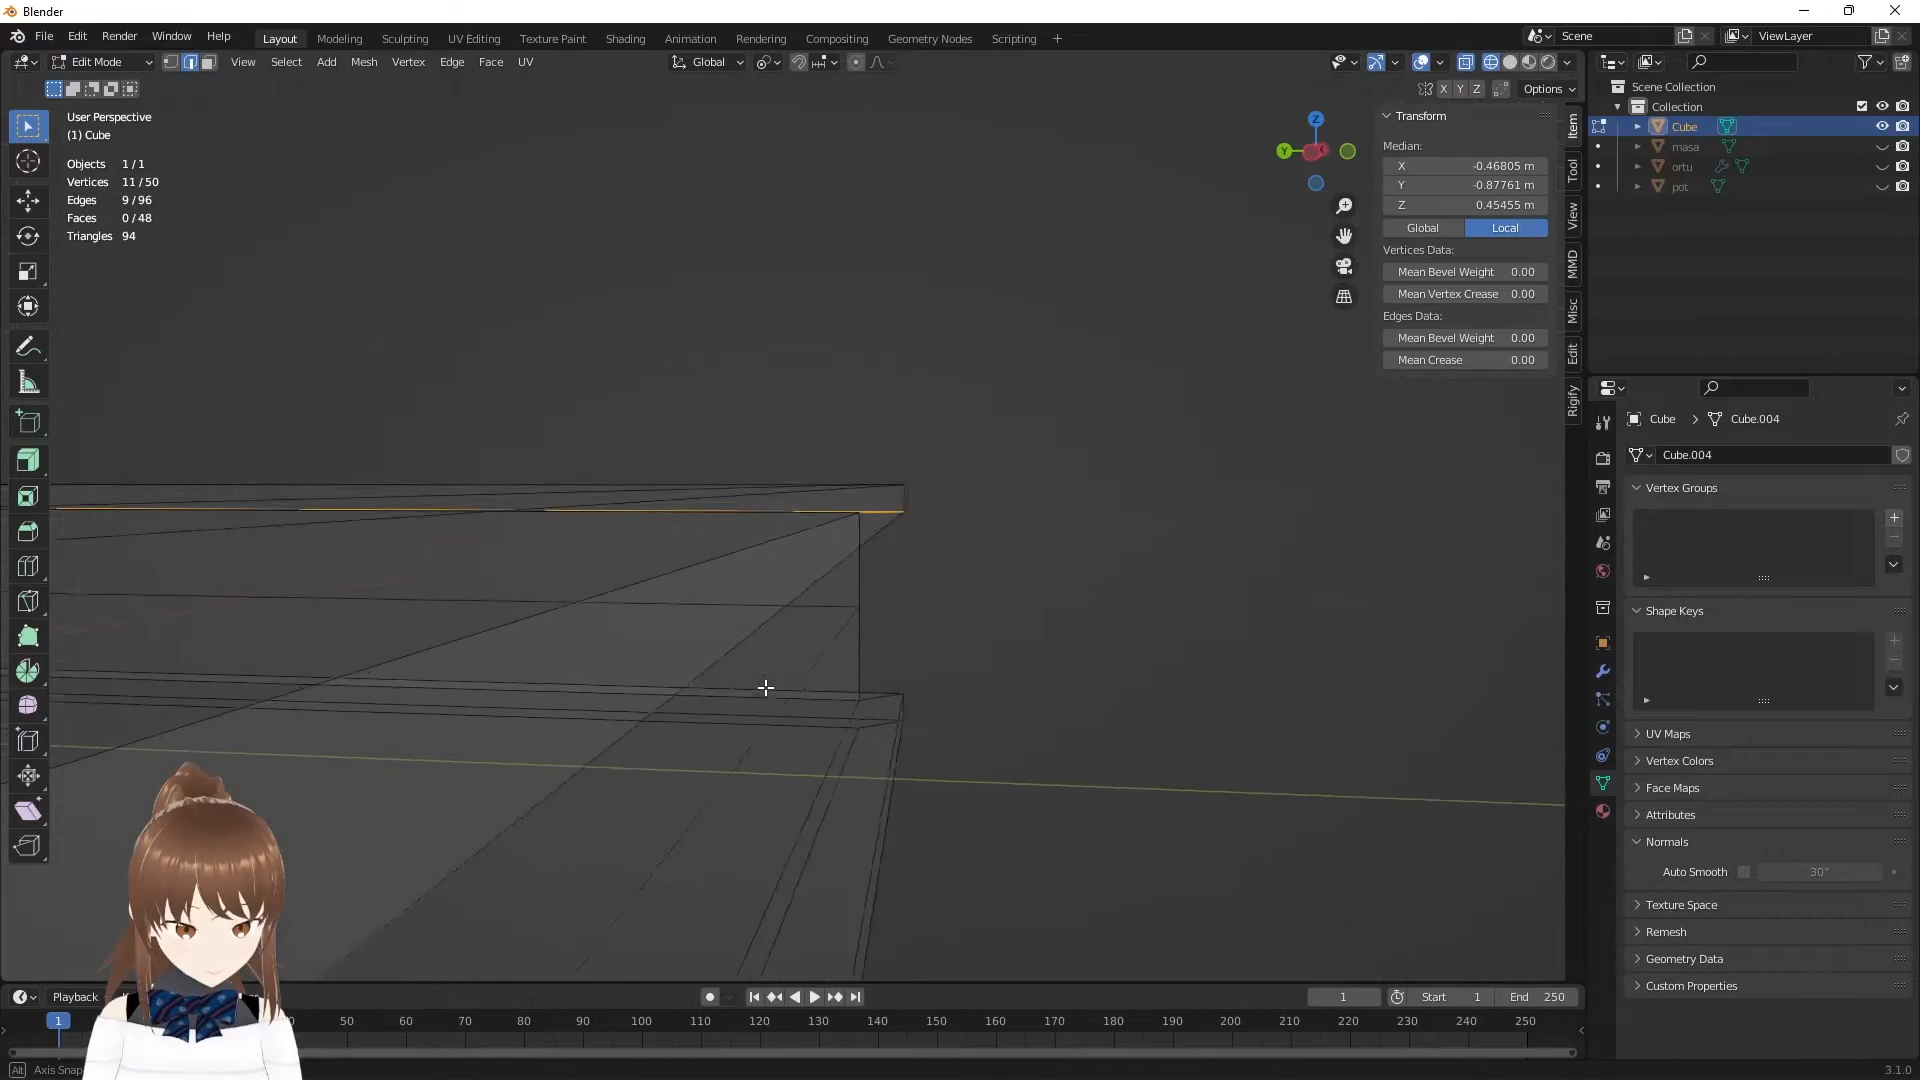 Blender
File Edit Render Window Help
Layout Modeling Sculpting UV Editing Texture Paint Shading Animation Rendering Compositing Geometry Nodes Scripting +
Scene
ViewLayer
Edit Mode
View Select Add Mesh Vertex Edge Face UV
Global
X Y Z
Options
User Perspective
(1) Cube
Objects 1/1
Vertices 11/50
Edges 9/96
Faces 0/48
Triangles 94
Z
Y
Transform
Median:
X -0.46805 m
Y -0.87761 m
Z 0.45455 m
Global Local
Vertices Data:
Mean Bevel Weight 0.00
Mean Vertex Crease 0.00
Edges Data:
Mean Bevel Weight 0.00
Mean Crease 0.00
Item
Tool
View
MMD
Misc
Edit
Rigify
Scene Collection
Collection
Cube
masa
ortu
pot
Cube > Cube.004
Cube.004
Vertex Groups
Shape Keys
UV Maps
Vertex Colors
Face Maps
Attributes
Normals
Auto Smooth 30°
Texture Space
Remesh
Geometry Data
Custom Properties
Playback
1
Start 1
End 250
1 50 60 70 80 90 100 110 120 130 140 150 160 170 180 190 200 210 220 230 240 250
Alt Axis Snap
3.1.0